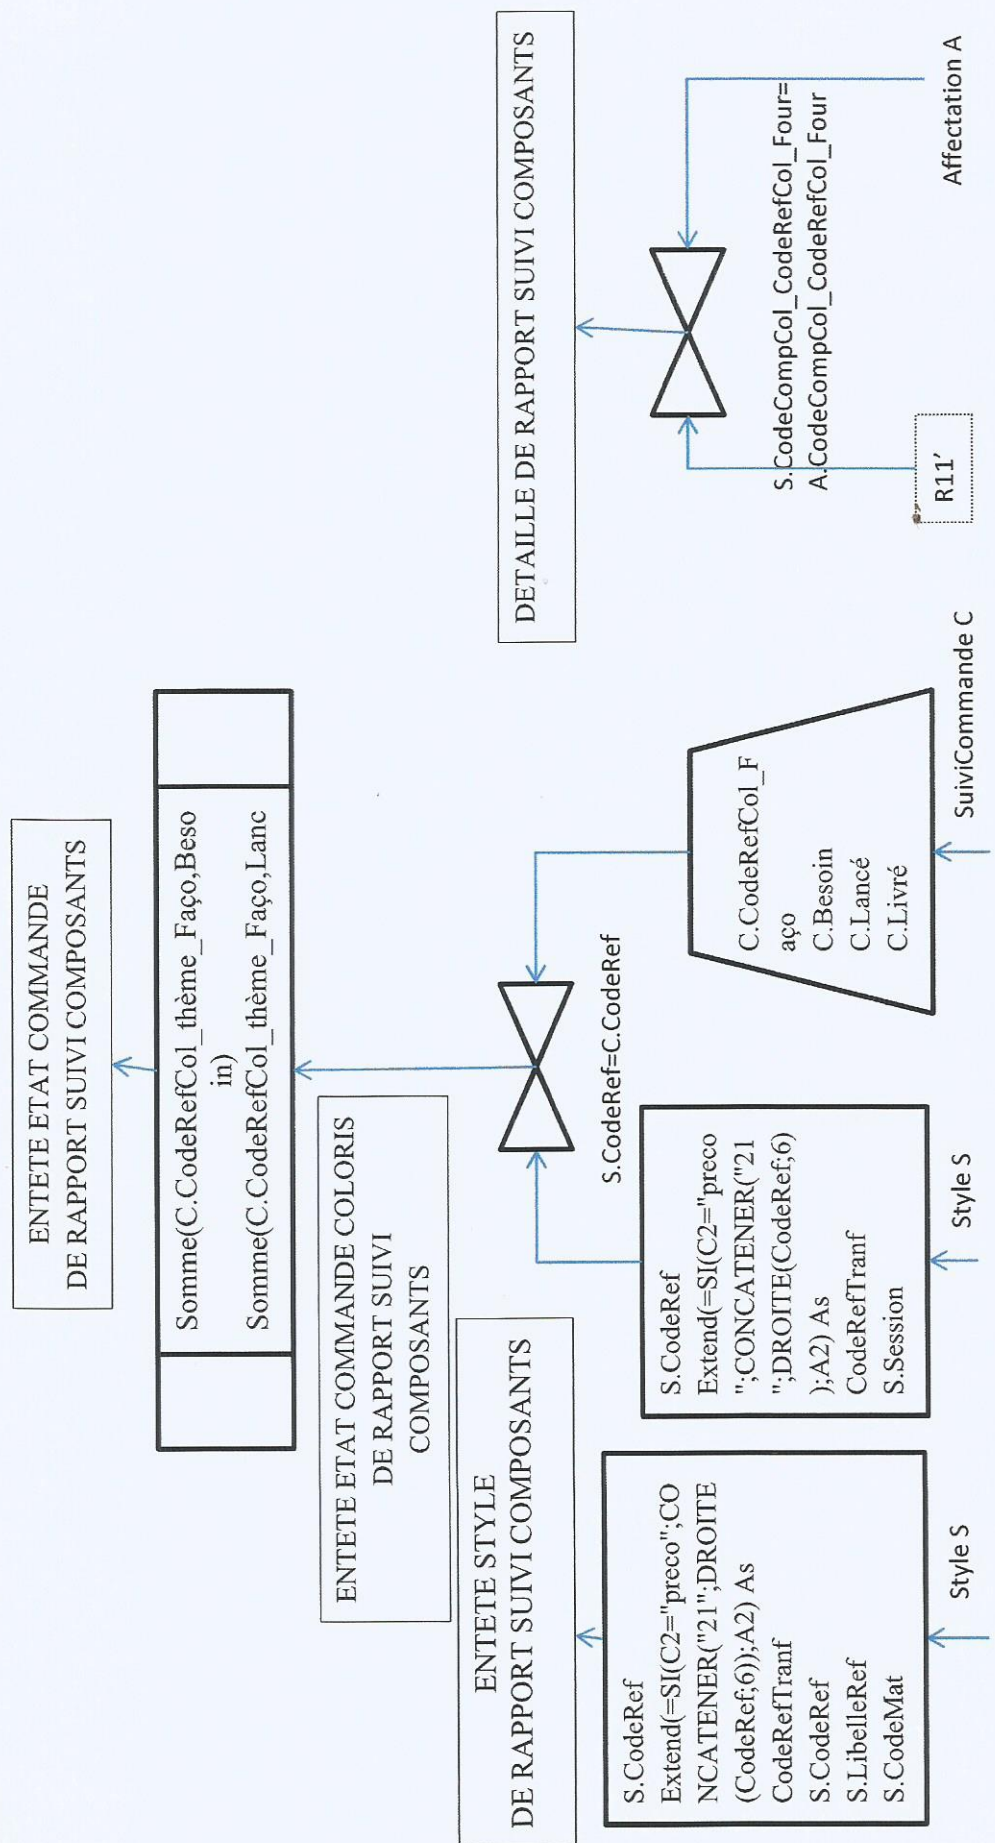 ENTETE ETAT COMMANDE
DE RAPPORT SUIVI COMPOSANTS
Somme(C.CodeRefCol_thème_Faço,Beso
in)
Somme(C.CodeRefCol_thème_Faço,Lanc
ENTETE ETAT COMMANDE COLORIS
DE RAPPORT SUIVI
COMPOSANTS
ENTETE STYLE
DE RAPPORT SUIVI COMPOSANTS
S.CodeRef
Extend(=SI(C2="preco";CO
NCATENER("21";DROITE
(CodeRef;6));A2) As
CodeRefTranf
S.CodeRef
S.LibelleRef
S.CodeMat
Style S
S.CodeRef
Extend(=SI(C2="preco
";CONCATENER("21
";DROITE(CodeRef;6)
);A2) As
CodeRefTranf
S.Session
Style S
S.CodeRef=C.CodeRef
C.CodeRefCol_F
aço
C.Besoin
C.Lancé
C.Livré
SuiviCommande C
DETAILLE DE RAPPORT SUIVI COMPOSANTS
S.CodeCompCol_CodeRefCol_Four=
A.CodeCompCol_CodeRefCol_Four
R11’
Affectation A